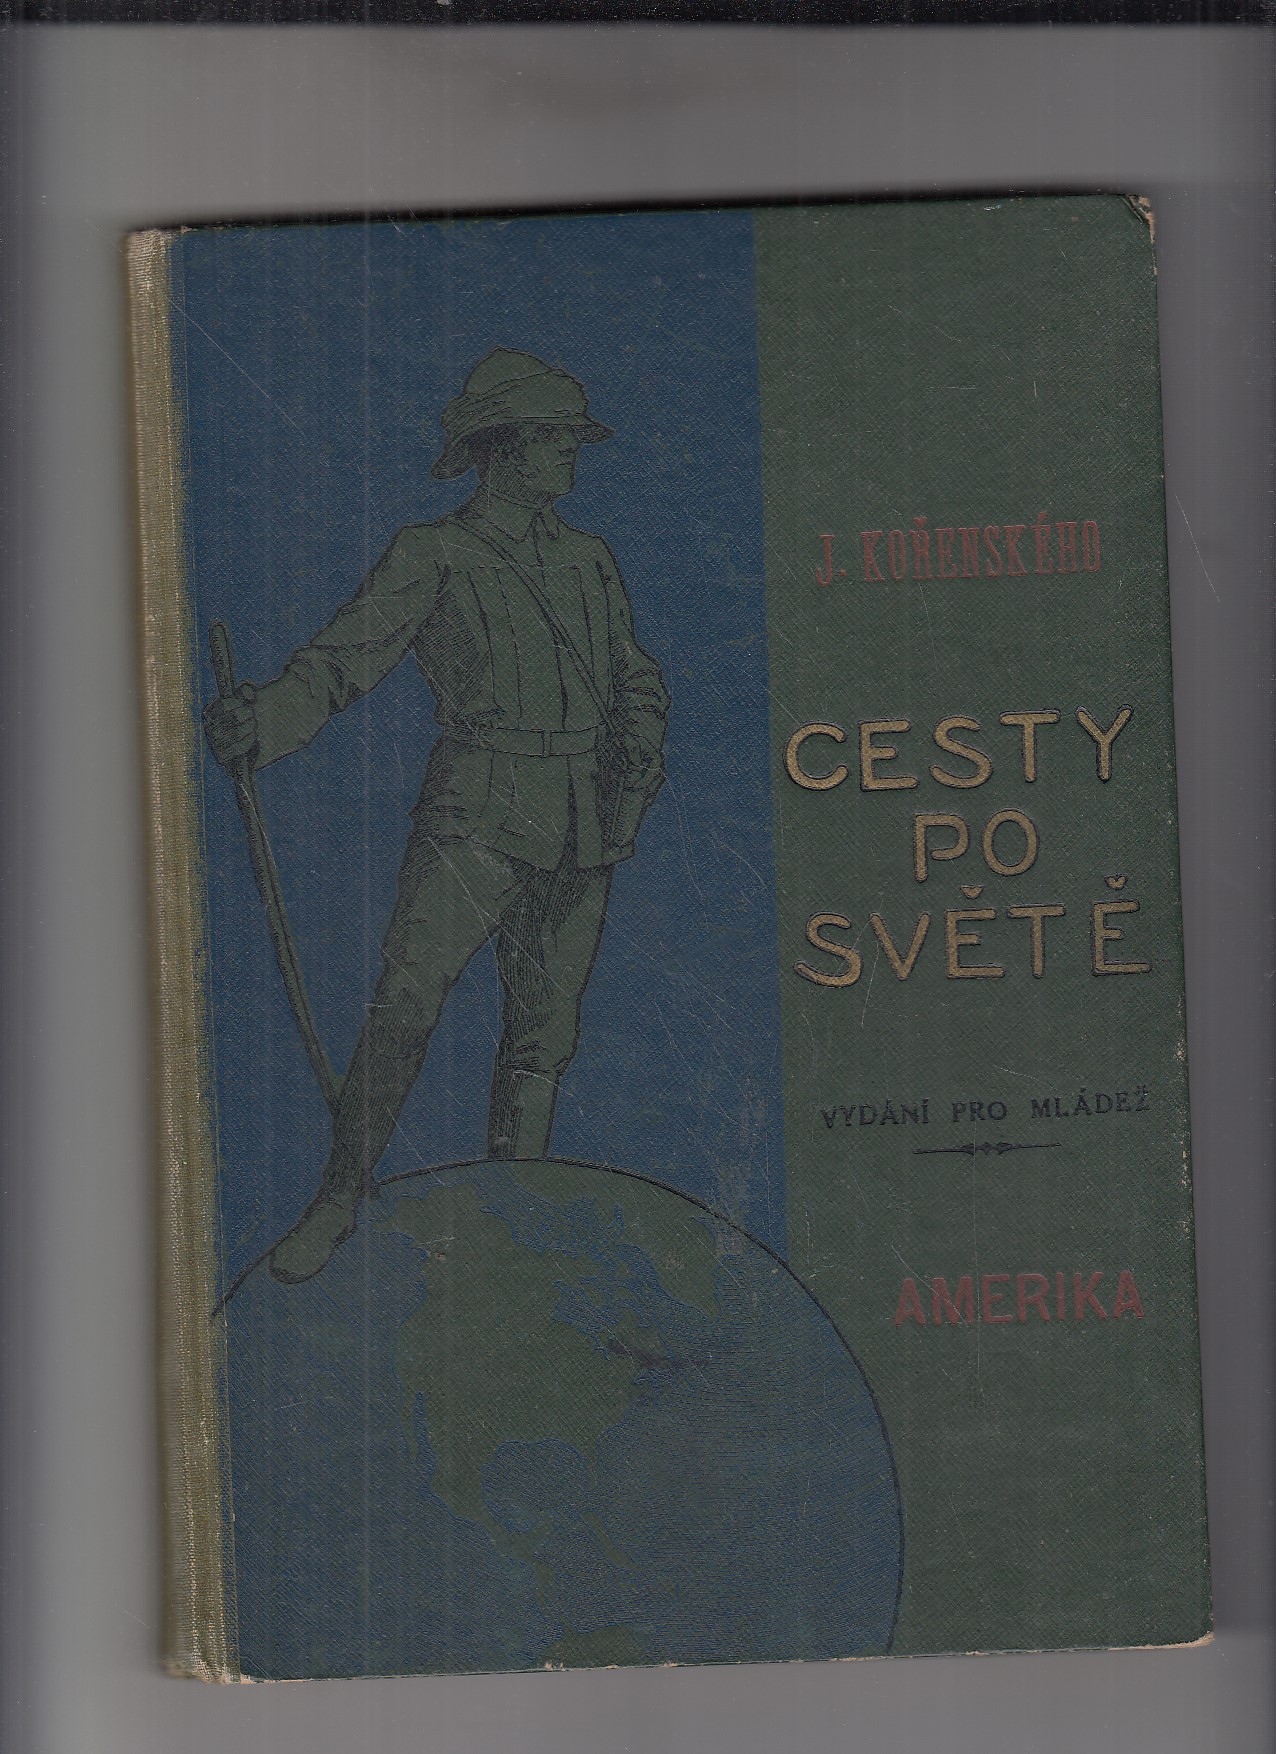 J. KOŘENSKÉHO
CESTY
PO
SVĚTĚ
VYDÁNÍ PRO MLÁDEŽ
AMERIKA